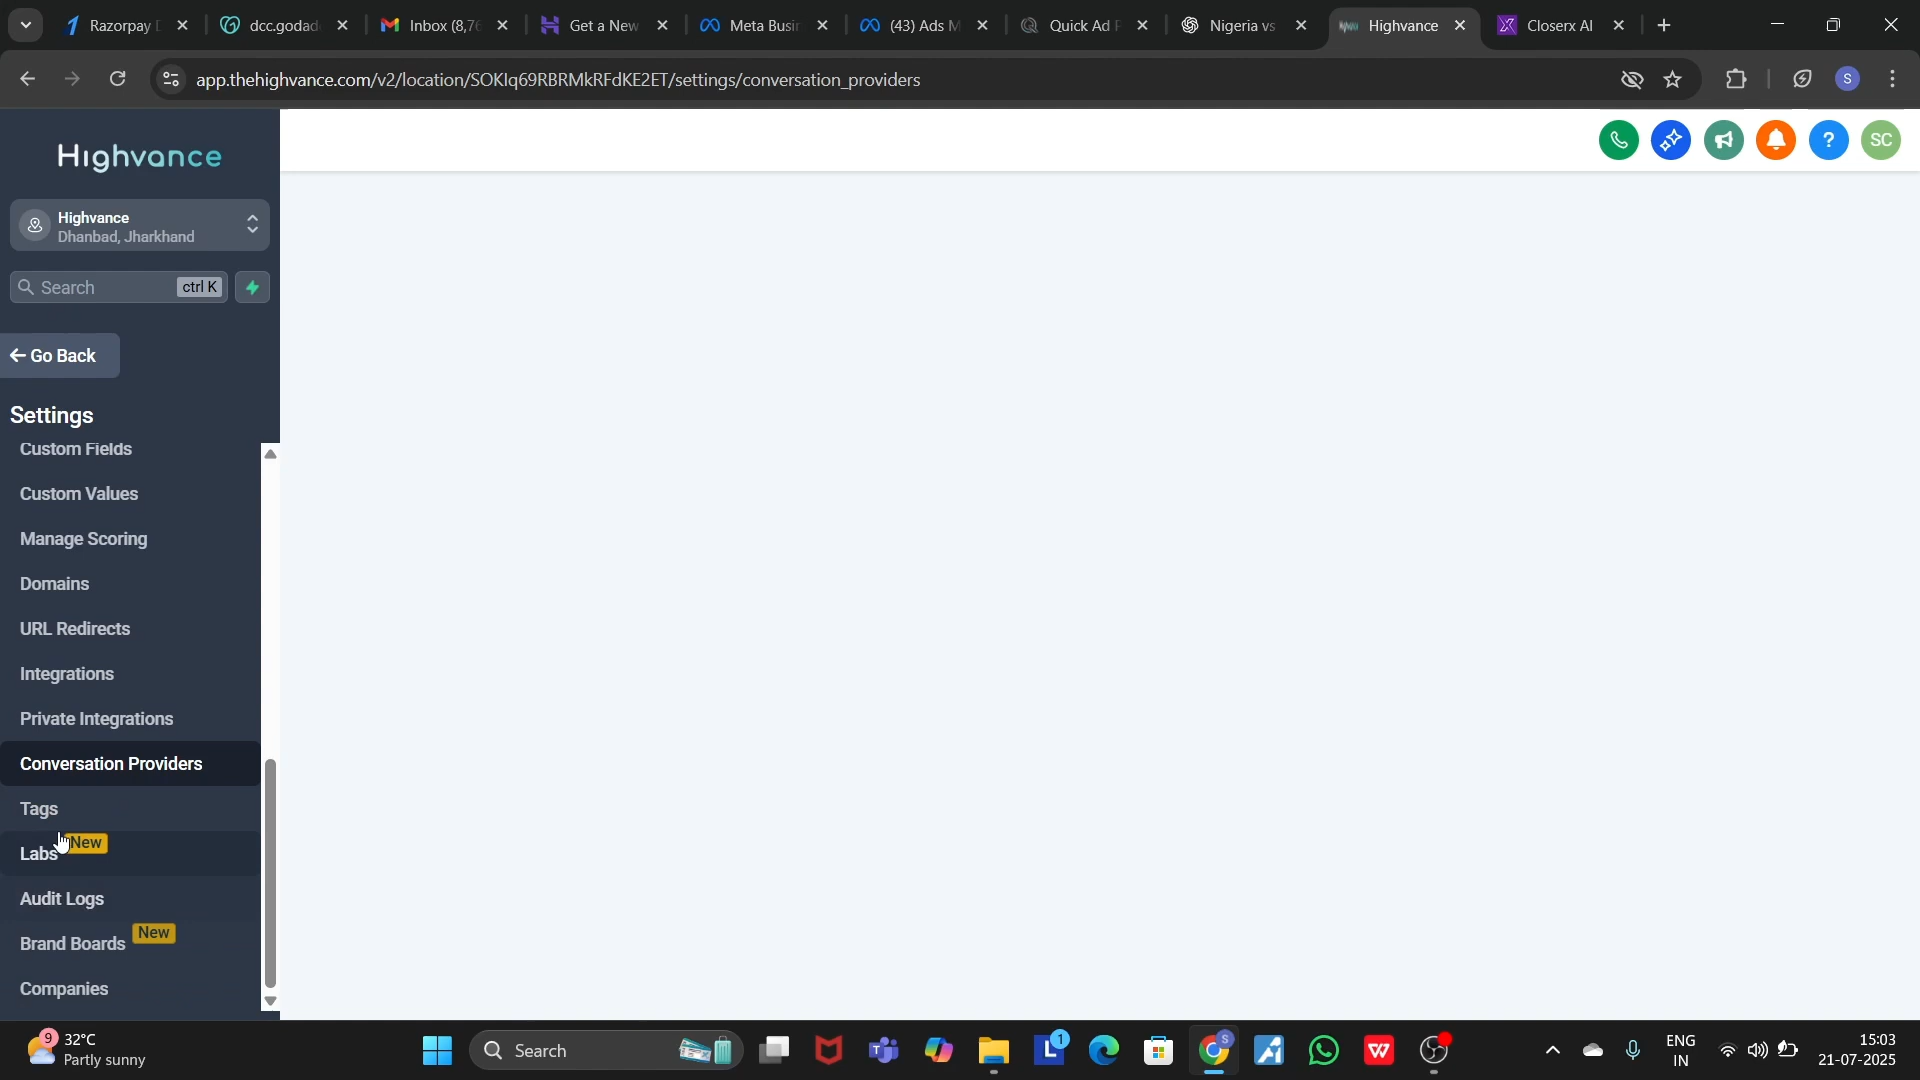 Razorpay
dcc.godad
Inbox (8,76
Get a New
Meta Busi
(43) Ads M
Quick Ad
Nigeria vs
Highvance
Closerx AI
app.thehighvance.com/v2/location/SOKIq69RBRMkRFdKE2ET/settings/conversation_providers
S
Highvance
SC
Highvance
Dhanbad, Jharkhand
Search
ctrl K
Go Back
Settings
Custom Fields
Custom Values
Manage Scoring
Domains
URL Redirects
Integrations
Private Integrations
Conversation Providers
Tags
Labs New
Audit Logs
Brand Boards New
Companies
9
32°C
Partly sunny
Search
L 1
S
ENG
IN
15:03
21-07-2025